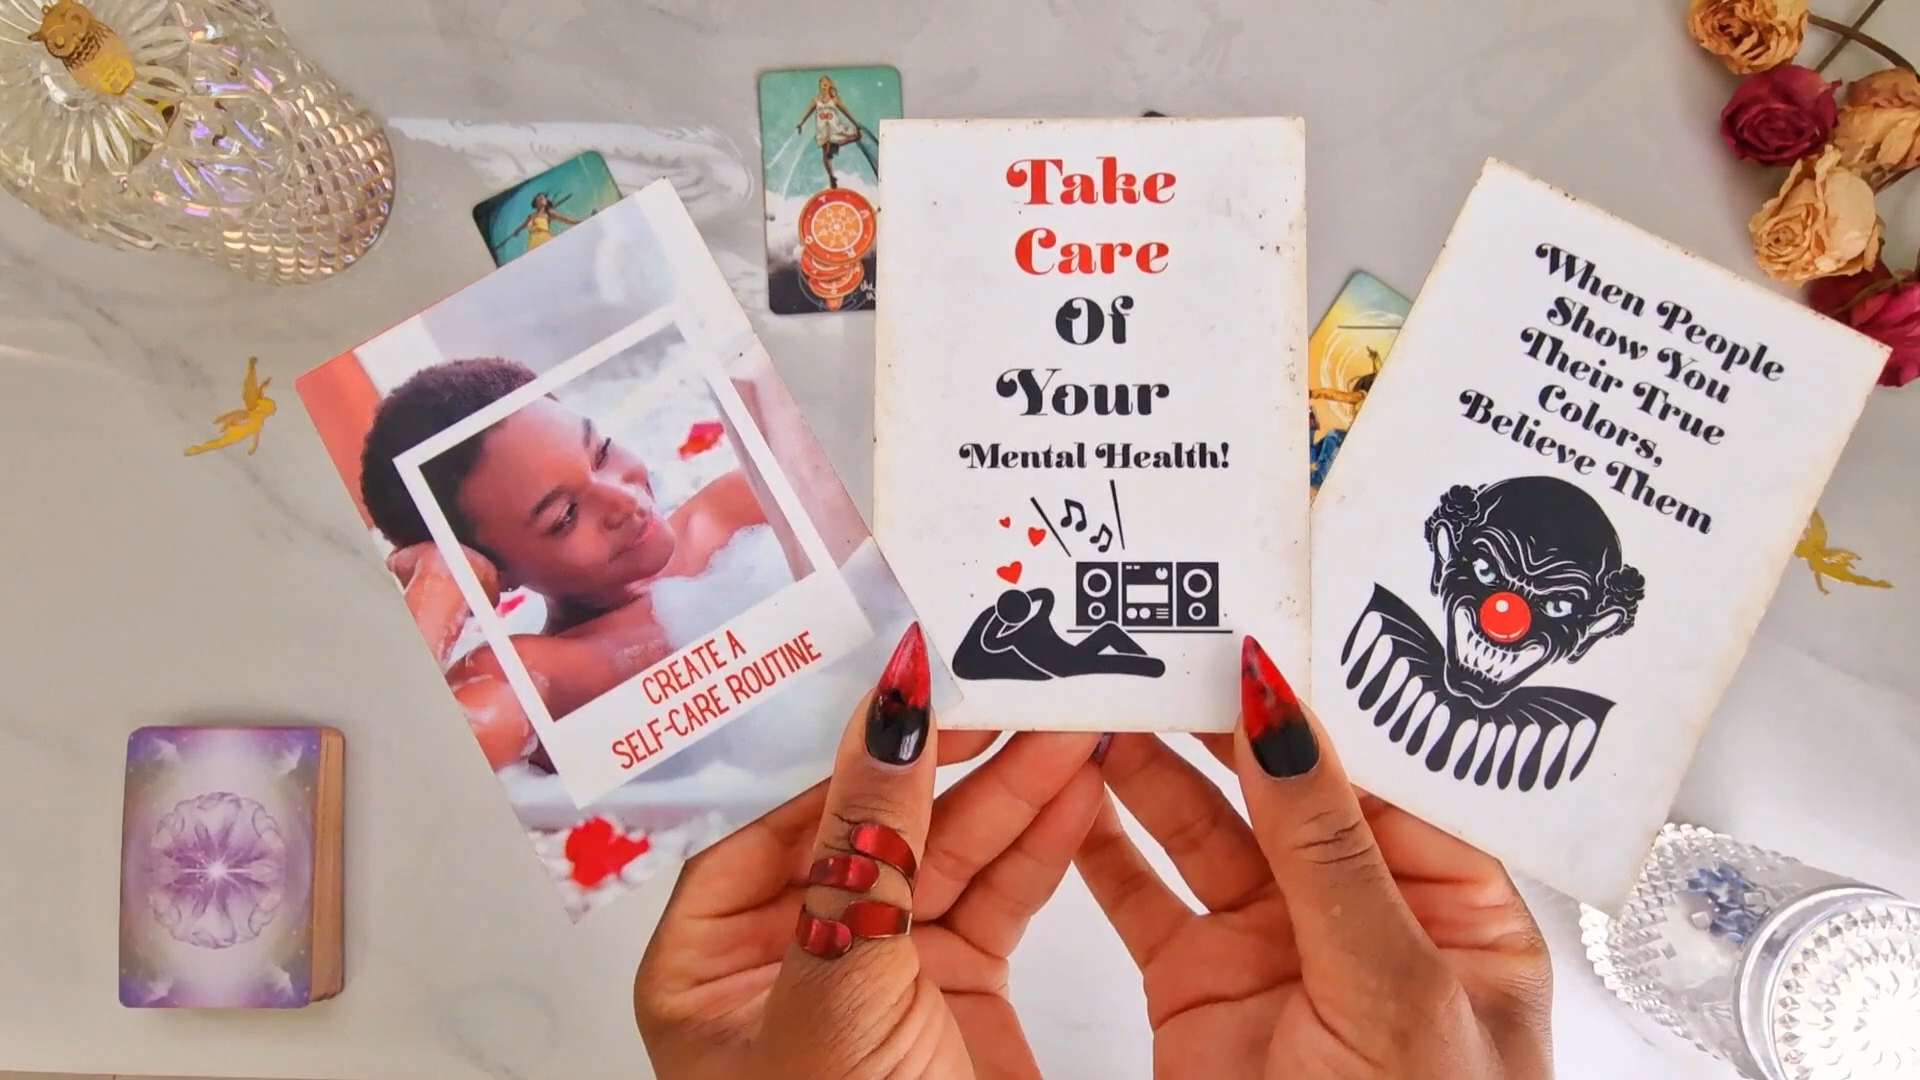 CREATE A
SELF-CARE ROUTINE
Take
Care
Of
Your
Mental Health!
When People
Show You
Their True
Colors,
Believe Them